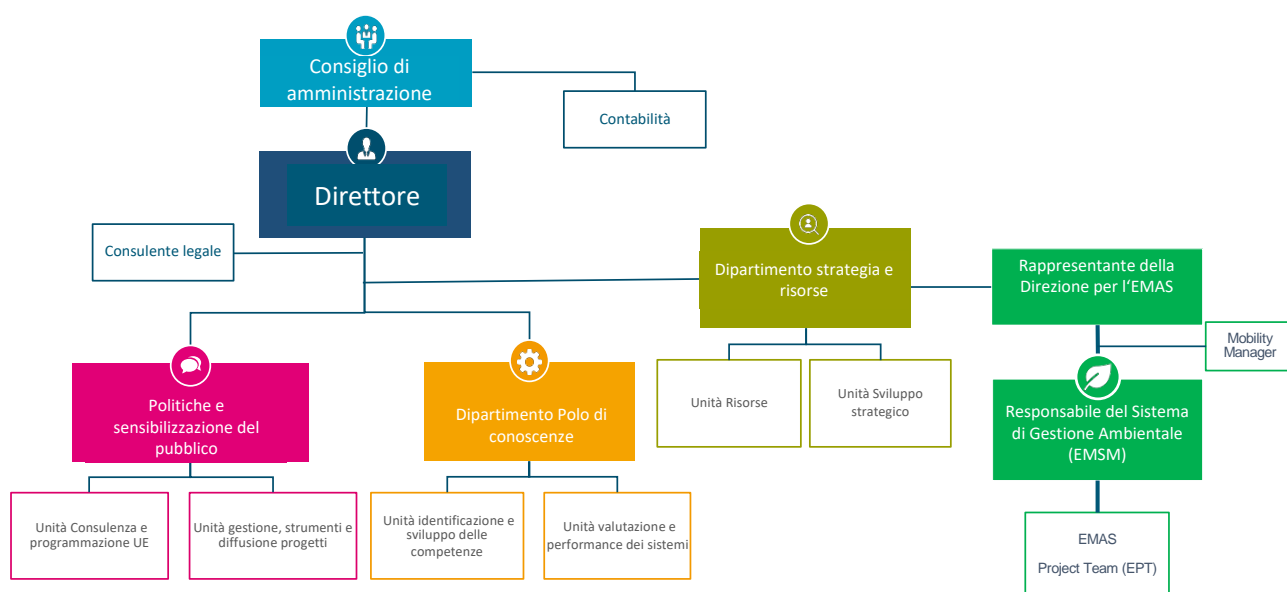 Consiglio di
amministrazione
Contabilità
Direttore
Consulente legale
Dipartimento strategia e
risorse
Rappresentante della
Direzione per l‘EMAS
Mobility
Manager
Politiche e
sensibilizzazione del
pubblico
Dipartimento Polo di
conoscenze
Unità Risorse
Unità Sviluppo
strategico
Responsabile del Sistema
di Gestione Ambientale
(EMSM)
Unità Consulenza e
programmazione UE
Unità gestione, strumenti e
diffusione progetti
Unità identificazione e
sviluppo delle
competenze
Unità valutazione e
performance dei sistemi
EMAS
Project Team (EPT)